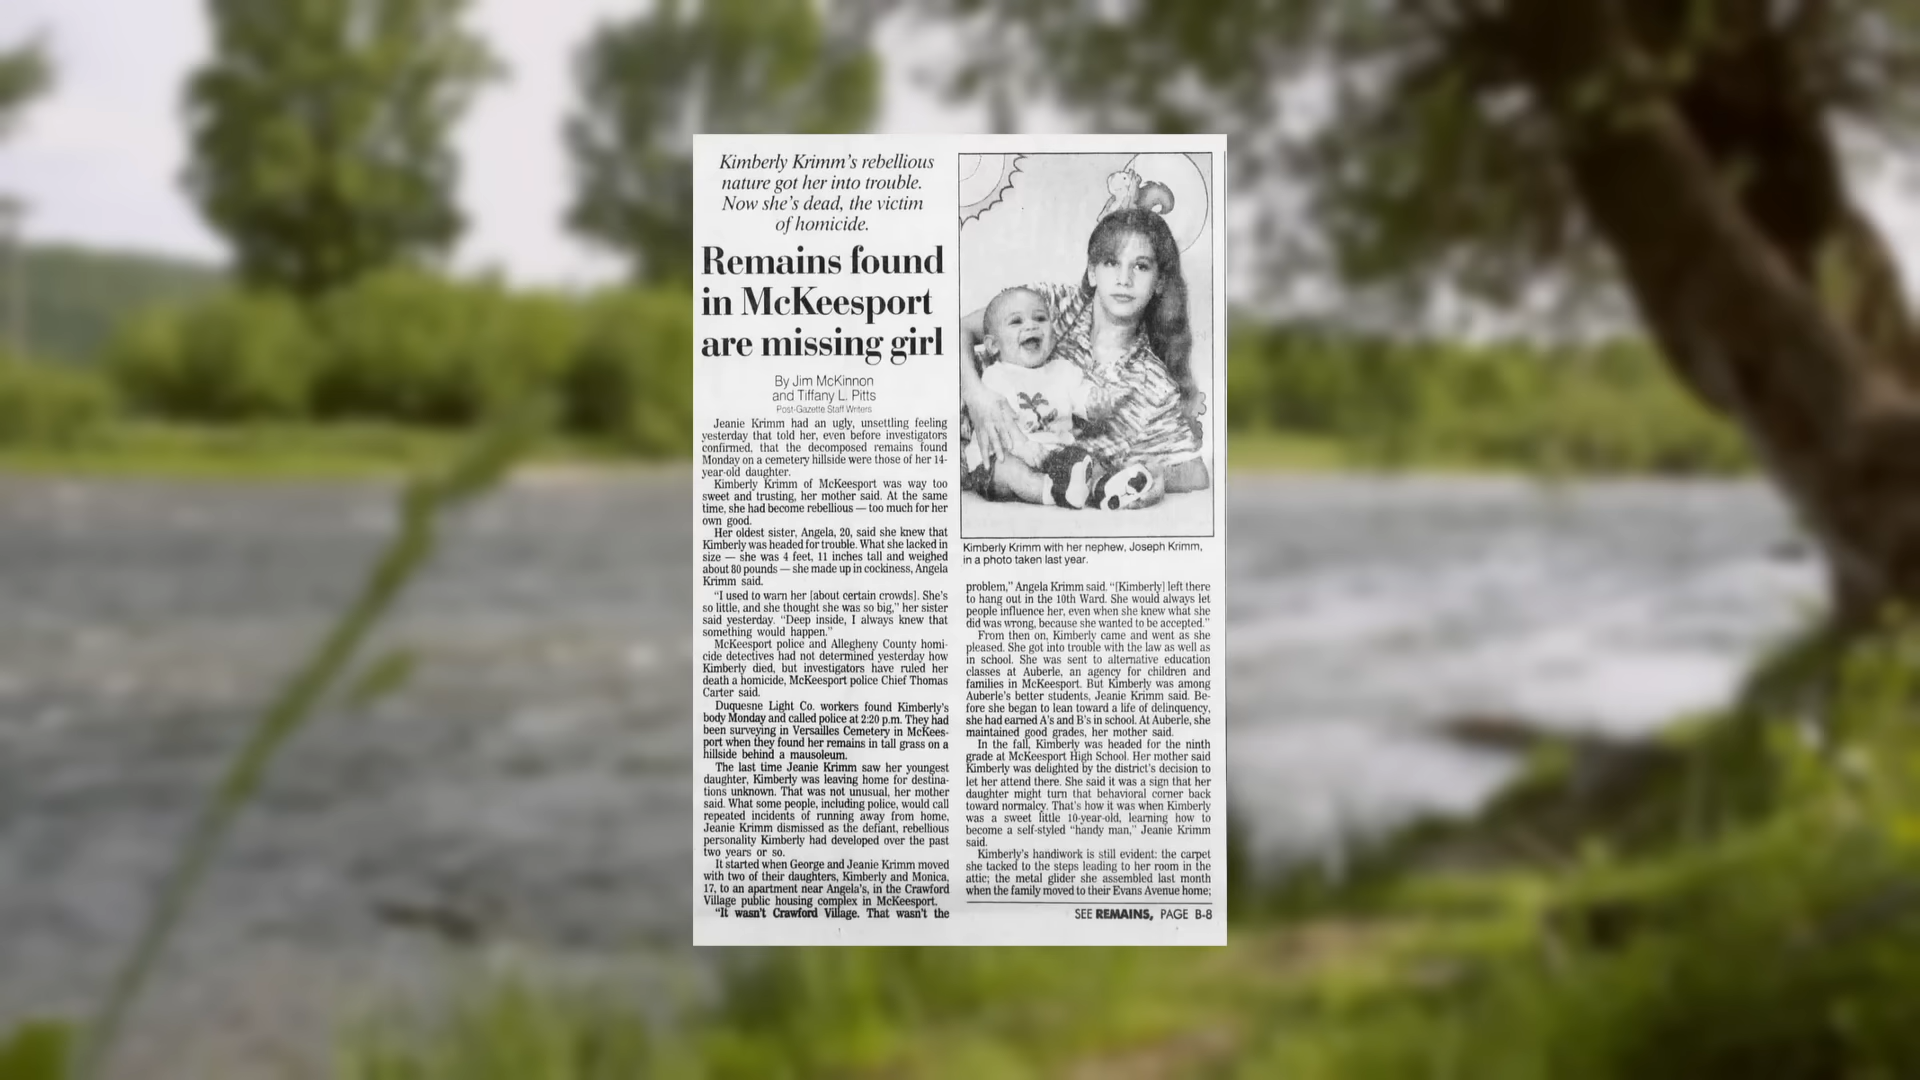 Kimberly Krimm's rebellious
nature got her into trouble.
Now she's dead, the victim
of homicide.
Remains found
in McKeesport
are missing girl
By Jim McKinnon
and Tiffany L. Pitts
Post-Gazette Staff Writers
Jeanie Krimm had an ugly, unsettling feeling
yesterday that told her, even before investigators
confirmed, that the decomposed remains found
Monday on a cemetery hillside were those of her 14-
year-old daughter.
Kimberly Krimm of McKeesport was way too
sweet and trusting, her mother said. At the same
time, she had become rebellious — too much for her
own good.
Her oldest sister, Angela, 20, said she knew that
Kimberly was headed for trouble. What she lacked in
size — she was 4 feet, 11 inches tall and weighed
about 80 pounds — she made up in cockiness, Angela
Krimm said.
"I used to warn her [about certain crowds]. She's
so little, and she thought she was so big," her sister
said yesterday. "Deep inside, I always knew that
something would happen."
McKeesport police and Allegheny County homi-
cide detectives had not determined yesterday how
Kimberly died, but investigators have ruled her
death a homicide, McKeesport police Chief Thomas
Carter said.
Duquesne Light Co. workers found Kimberly's
body Monday and called police at 2:20 p.m. They had
been surveying in Versailles Cemetery in McKees-
port when they found her remains in tall grass on a
hillside behind a mausoleum.
The last time Jeanie Krimm saw her youngest
daughter, Kimberly was leaving home for destina-
tions unknown. That was not unusual, her mother
said. What some people, including police, would call
repeated incidents of running away from home,
Jeanie Krimm dismissed as the defiant, rebellious
personality Kimberly had developed over the past
two years or so.
It started when George and Jeanie Krimm moved
with two of their daughters, Kimberly and Monica,
17, to an apartment near Angela's, in the Crawford
Village public housing complex in McKeesport.
"It wasn't Crawford Village. That wasn't the
Kimberly Krimm with her nephew, Joseph Krimm,
in a photo taken last year.
problem," Angela Krimm said. "[Kimberly] left there
to hang out in the 10th Ward. She would always let
people influence her, even when she knew what she
did was wrong, because she wanted to be accepted."
From then on, Kimberly came and went as she
pleased. She got into trouble with the law as well as
in school. She was sent to alternative education
classes at Auberle, an agency for children and
families in McKeesport. But Kimberly was among
Auberle's better students, Jeanie Krimm said. Be-
fore she began to lean toward a life of delinquency,
she had earned A's and B's in school. At Auberle, she
maintained good grades, her mother said.
In the fall, Kimberly was headed for the ninth
grade at McKeesport High School. Her mother said
Kimberly was delighted by the district's decision to
let her attend there. She said it was a sign that her
daughter might turn that behavioral corner back
toward normalcy. That's how it was when Kimberly
was a sweet little 10-year-old, learning how to
become a self-styled "handy man," Jeanie Krimm
said.
Kimberly's handiwork is still evident: the carpet
she tacked to the steps leading to her room in the
attic; the metal glider she assembled last month
when the family moved to their Evans Avenue home;
SEE REMAINS, PAGE B-8